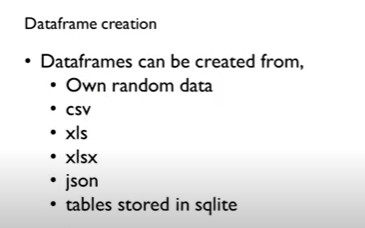 Dataframe creation
• Dataframes can be created from,
• Own random data
• csv
• xls
• xlsx
• json
• tables stored in sqlite